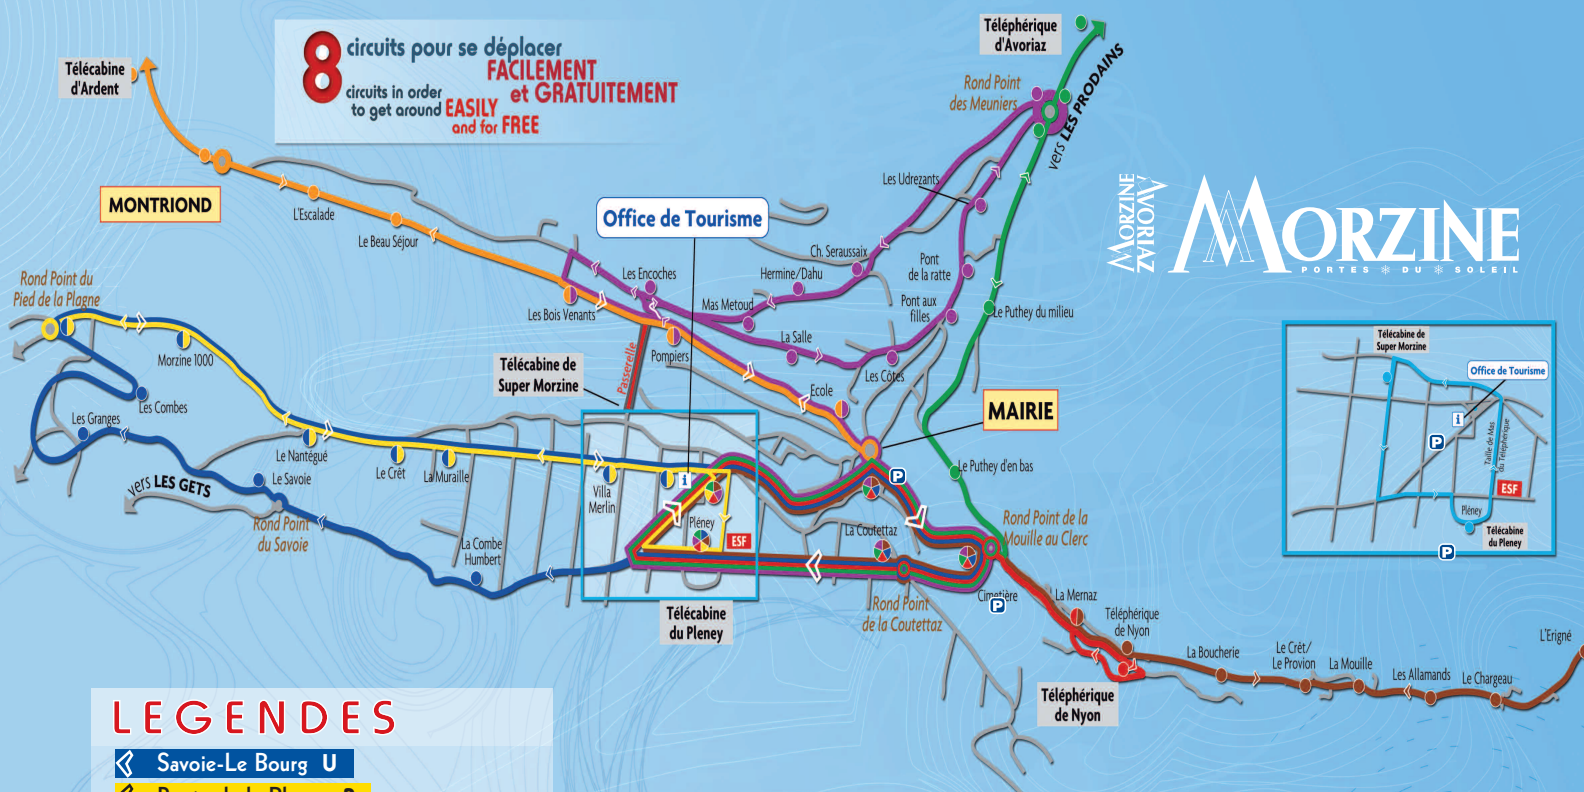 8 circuits pour se déplacer
FACILEMENT
et GRATUITEMENT
circuits in order
to get around EASILY
and for FREE
Télécabine
d'Ardent
MONTRIOND
L'Escalade
Le Beau Séjour
Office de Tourisme
Téléphérique
d'Avoriaz
Rond Point
des Meuniers
vers LES PRODAINS
MORZINE
AVORIAZ
MORZINE
PORTES DU SOLEIL
Les Udrezants
Ch. Seraussaix
Pont
de la ratte
Hermine/Dahu
Les Encoches
Mas Metoud
Pont aux
filles
Le Puthey du milieu
Les Bois Venants
La Salle
Pompiers
Passerelle
Les Côtes
Ecole
Télécabine de
Super Morzine
MAIRIE
Rond Point du
Pied de la Plagne
Morzine 1000
Les Combes
Les Granges
Le Nantégué
Le Crêt
La Muraille
Le Savoie
vers LES GETS
Rond Point
du Savoie
La Combe
Humbert
Villa
Merlin
i
Pléney
ESF
Télécabine
du Pleney
P
Le Puthey d'en bas
La Coutettaz
Rond Point de la
Mouille au Clerc
Rond Point
de la Coutettaz
Cimetière
P
La Mernaz
Téléphérique
de Nyon
Téléphérique
de Nyon
La Boucherie
Le Crêt/
Le Provion
La Mouille
Les Allamands
Le Chargeau
L'Erigné
Télécabine de
Super Morzine
Office de Tourisme
i
P
Taille de Mas
du Téléphérique
ESF
Pléney
Télécabine
du Pleney
P
LEGENDES
Savoie-Le Bourg U